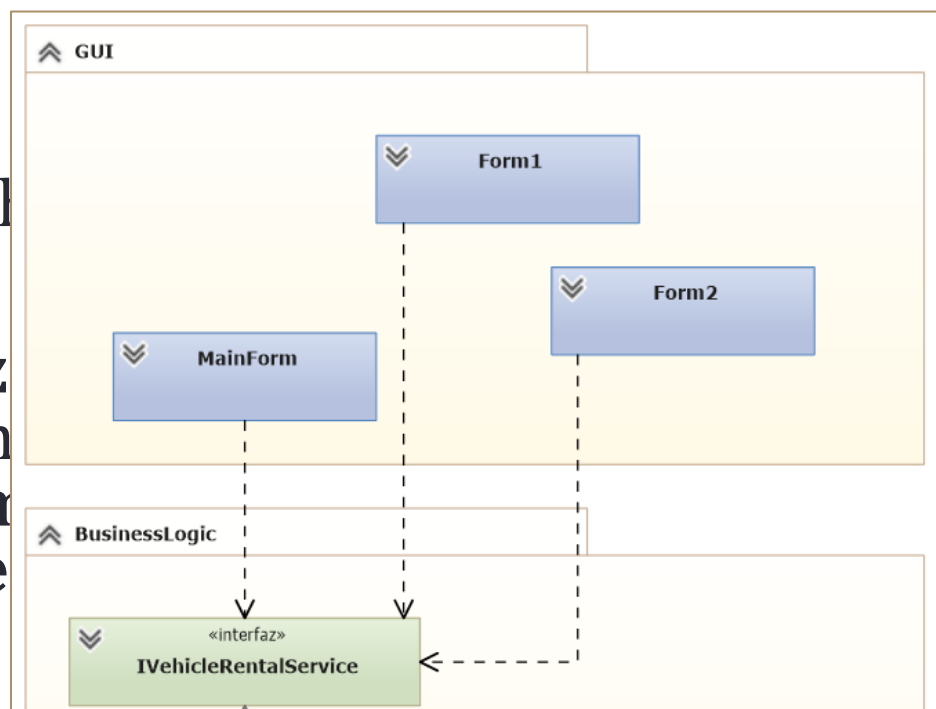 GUI
Form1
Form2
MainForm
BusinessLogic
«interfaz»
IVehicleRentalService